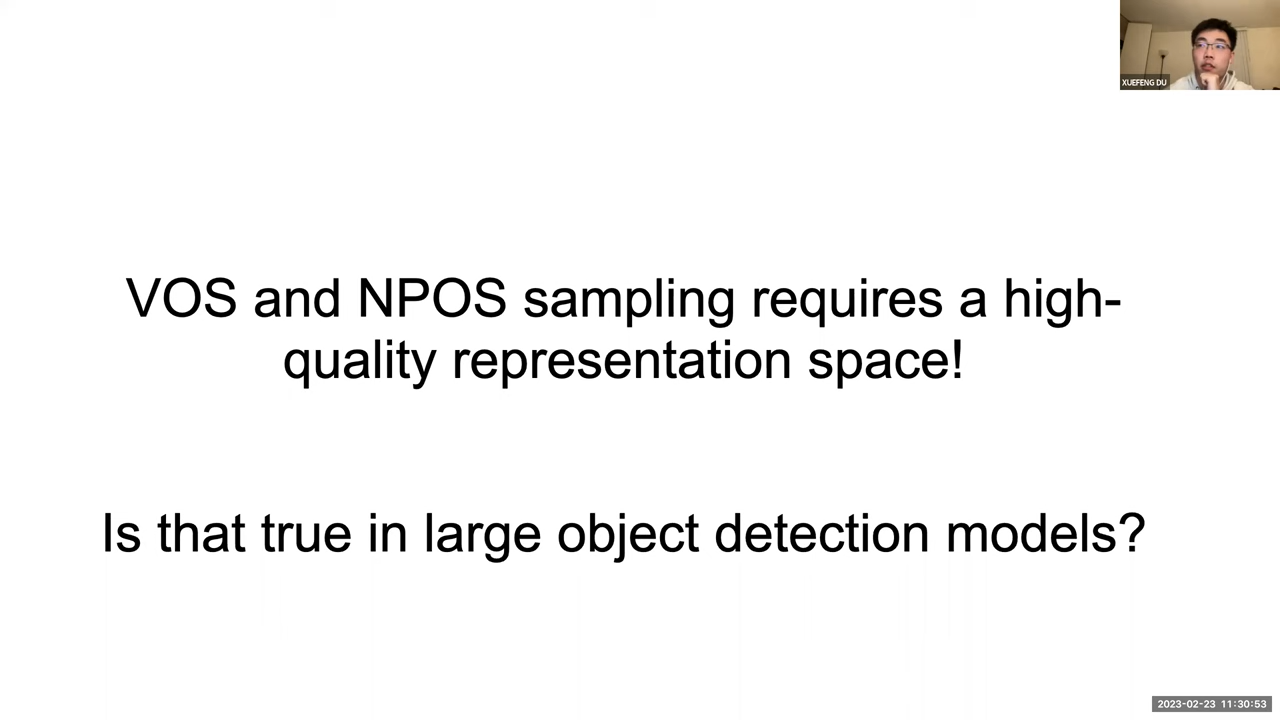 XUEFENG DU
VOS and NPOS sampling requires a high-
quality representation space!
Is that true in large object detection models?
2023-02-23 11:30:53